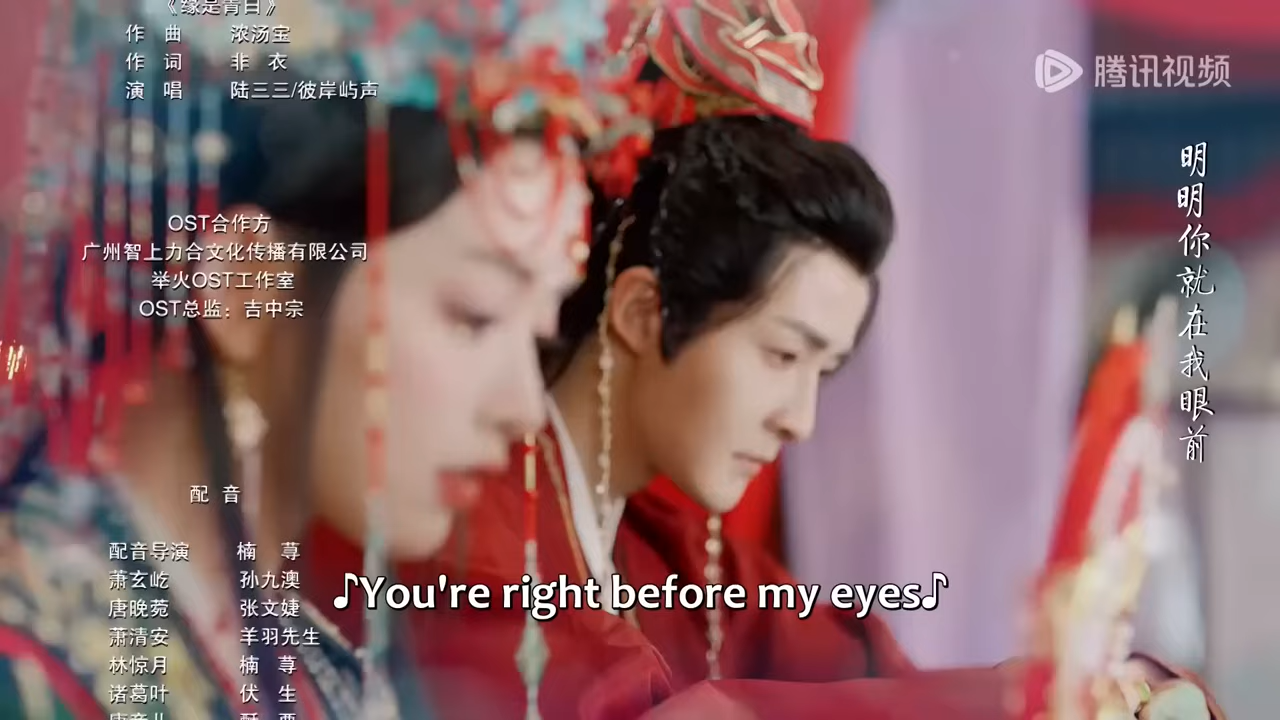 《缘是青白》
作 曲 浓汤宝
作 词 非 衣
演 唱 陆三三/彼岸屿声
腾讯视频
明明你就在我眼前
OST合作方
广州智上力合文化传播有限公司
举火OST工作室
OST总监：吉中宗
配 音
配音导演 楠 荨
萧玄屹 孙九澳
唐晚菀 张文婕
萧清安 羊羽先生
林惊月 楠 荨
诸葛叶 伏 生
♪You're right before my eyes♪